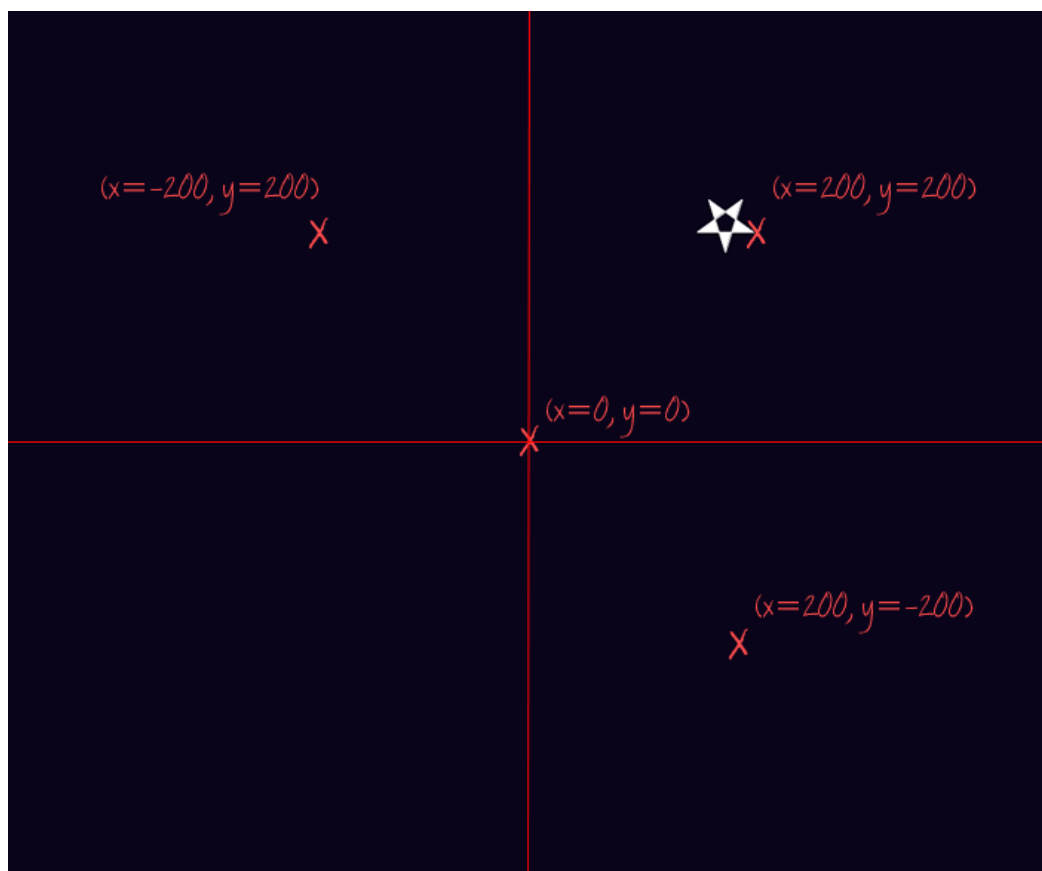 (x=-200, y=200)
(x=200, y=200)
(x=0, y=0)
(x=200, y=-200)